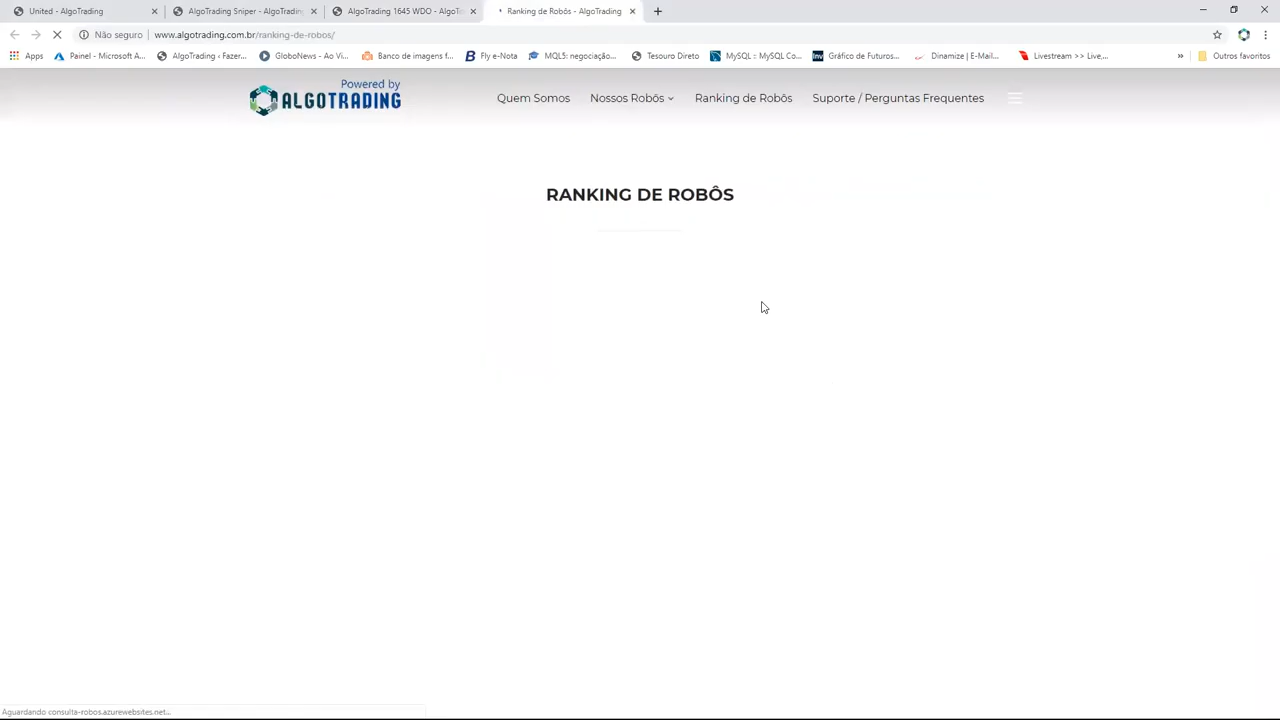 United - AlgoTrading
AlgoTrading Sniper - AlgoTrading
AlgoTrading 1645 WDO - AlgoT
Ranking de Robôs - AlgoTrading
Não seguro
www.algotrading.com.br/ranking-de-robos/
Apps
Painel - Microsoft A...
AlgoTrading ‹ Fazer...
GloboNews - Ao Vi...
Banco de imagens f...
Fly e-Nota
MQL5: negociação...
Tesouro Direto
MySQL :: MySQL Co...
Gráfico de Futuros...
Dinamize | E-Mail...
Livestream >> Live,...
»
Outros favoritos
Powered by
ALGOTRADING
Quem Somos
Nossos Robôs
Ranking de Robôs
Suporte / Perguntas Frequentes
RANKING DE ROBÔS
Aguardando consulta-robos.azurewebsites.net...